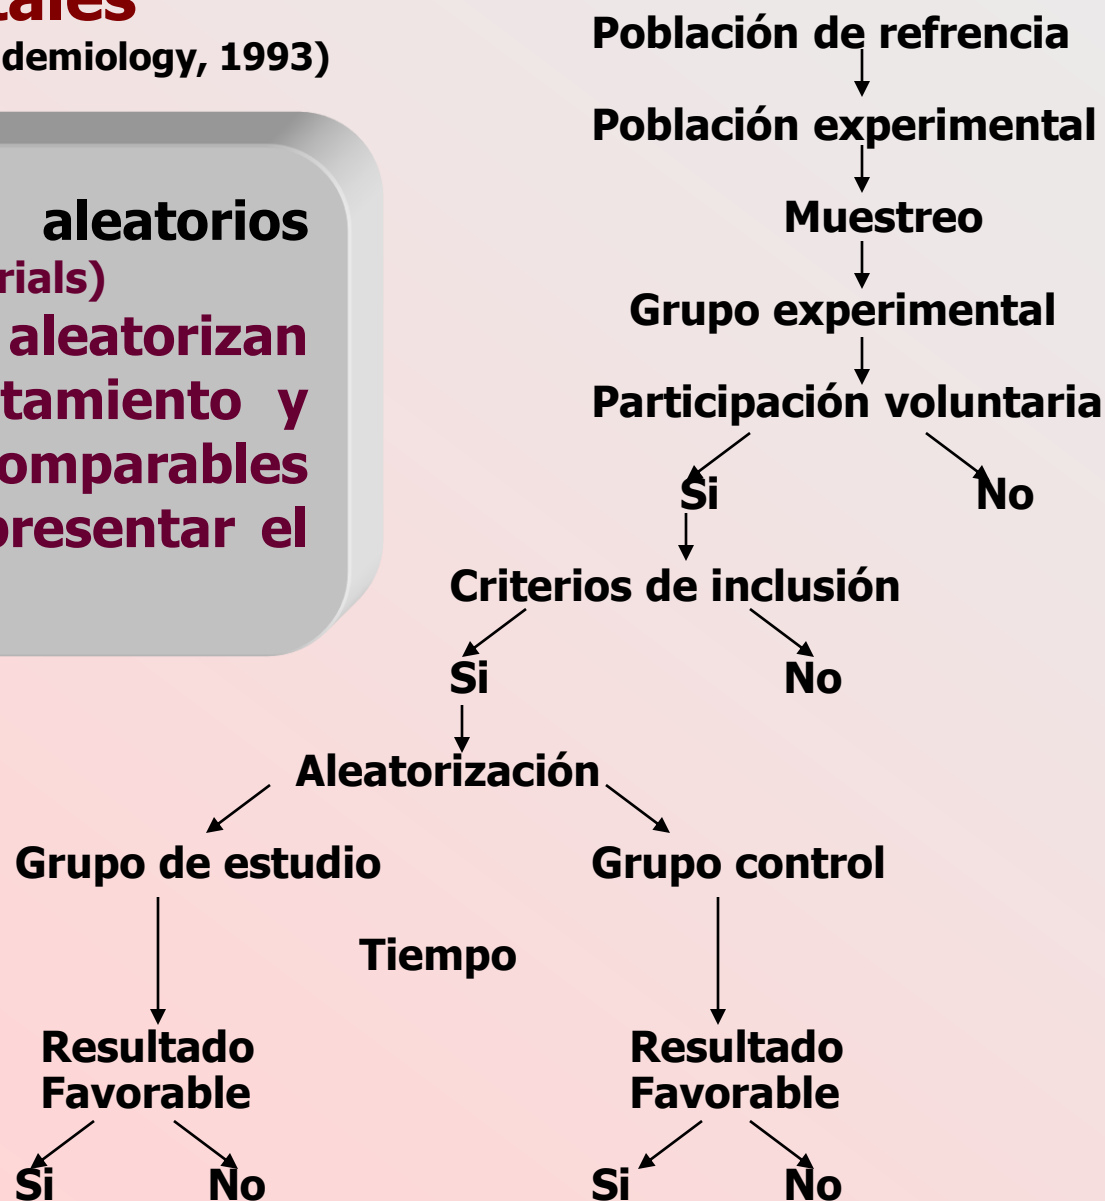 tales
demiology, 1993)
aleatorios
rials)
aleatorizan
tamiento y
omparables
presentar el
Población de refrencia
Población experimental
Muestreo
Grupo experimental
Participación voluntaria
Si No
Criterios de inclusión
Si No
Aleatorización
Grupo de estudio Grupo control
Tiempo
Resultado Resultado
Favorable Favorable
Si No Si No